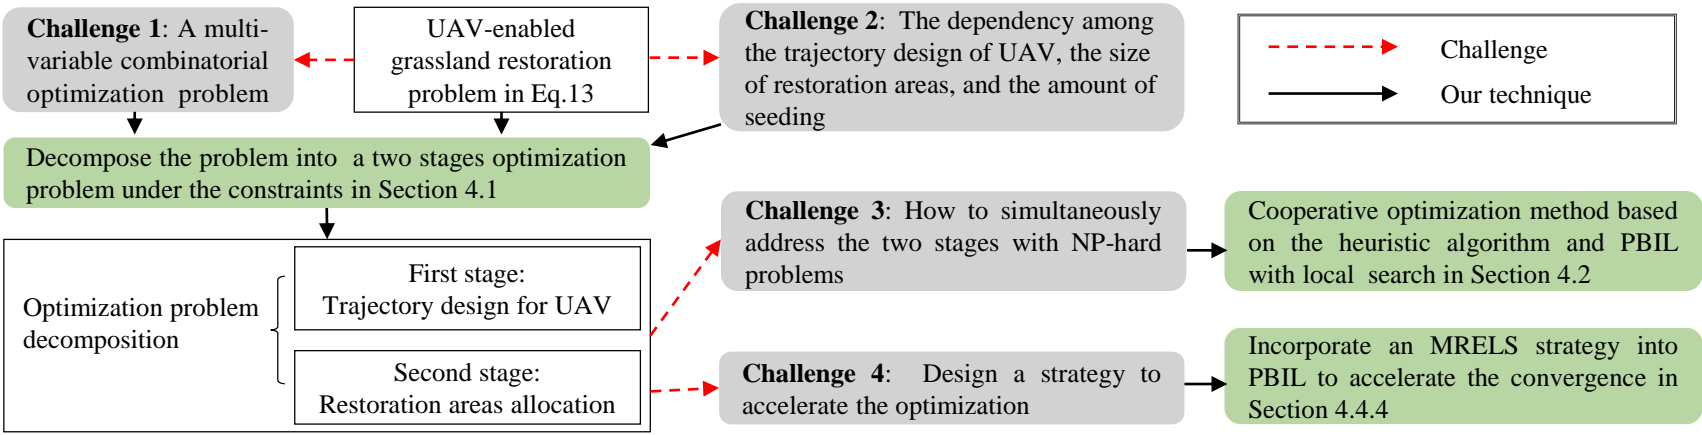 Challenge 1: A multi-
variable combinatorial
optimization problem
UAV-enabled
grassland restoration
problem in Eq.13
Challenge 2: The dependency among
the trajectory design of UAV, the size
of restoration areas, and the amount of
seeding
Challenge
Our technique
Decompose the problem into a two stages optimization
problem under the constraints in Section 4.1
Optimization problem
decomposition
First stage:
Trajectory design for UAV
Second stage:
Restoration areas allocation
Challenge 3: How to simultaneously
address the two stages with NP-hard
problems
Cooperative optimization method based
on the heuristic algorithm and PBIL
with local search in Section 4.2
Challenge 4: Design a strategy to
accelerate the optimization
Incorporate an MRELS strategy into
PBIL to accelerate the convergence in
Section 4.4.4